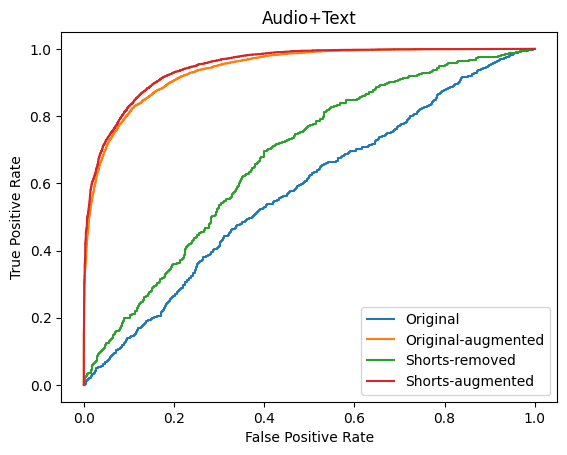 Audio+Text
1.0
0.8
0.6
0.4
0.2
0.0
True Positive Rate
Original
Original-augmented
Shorts-removed
Shorts-augmented
0.0 0.2 0.4 0.6 0.8 1.0
False Positive Rate